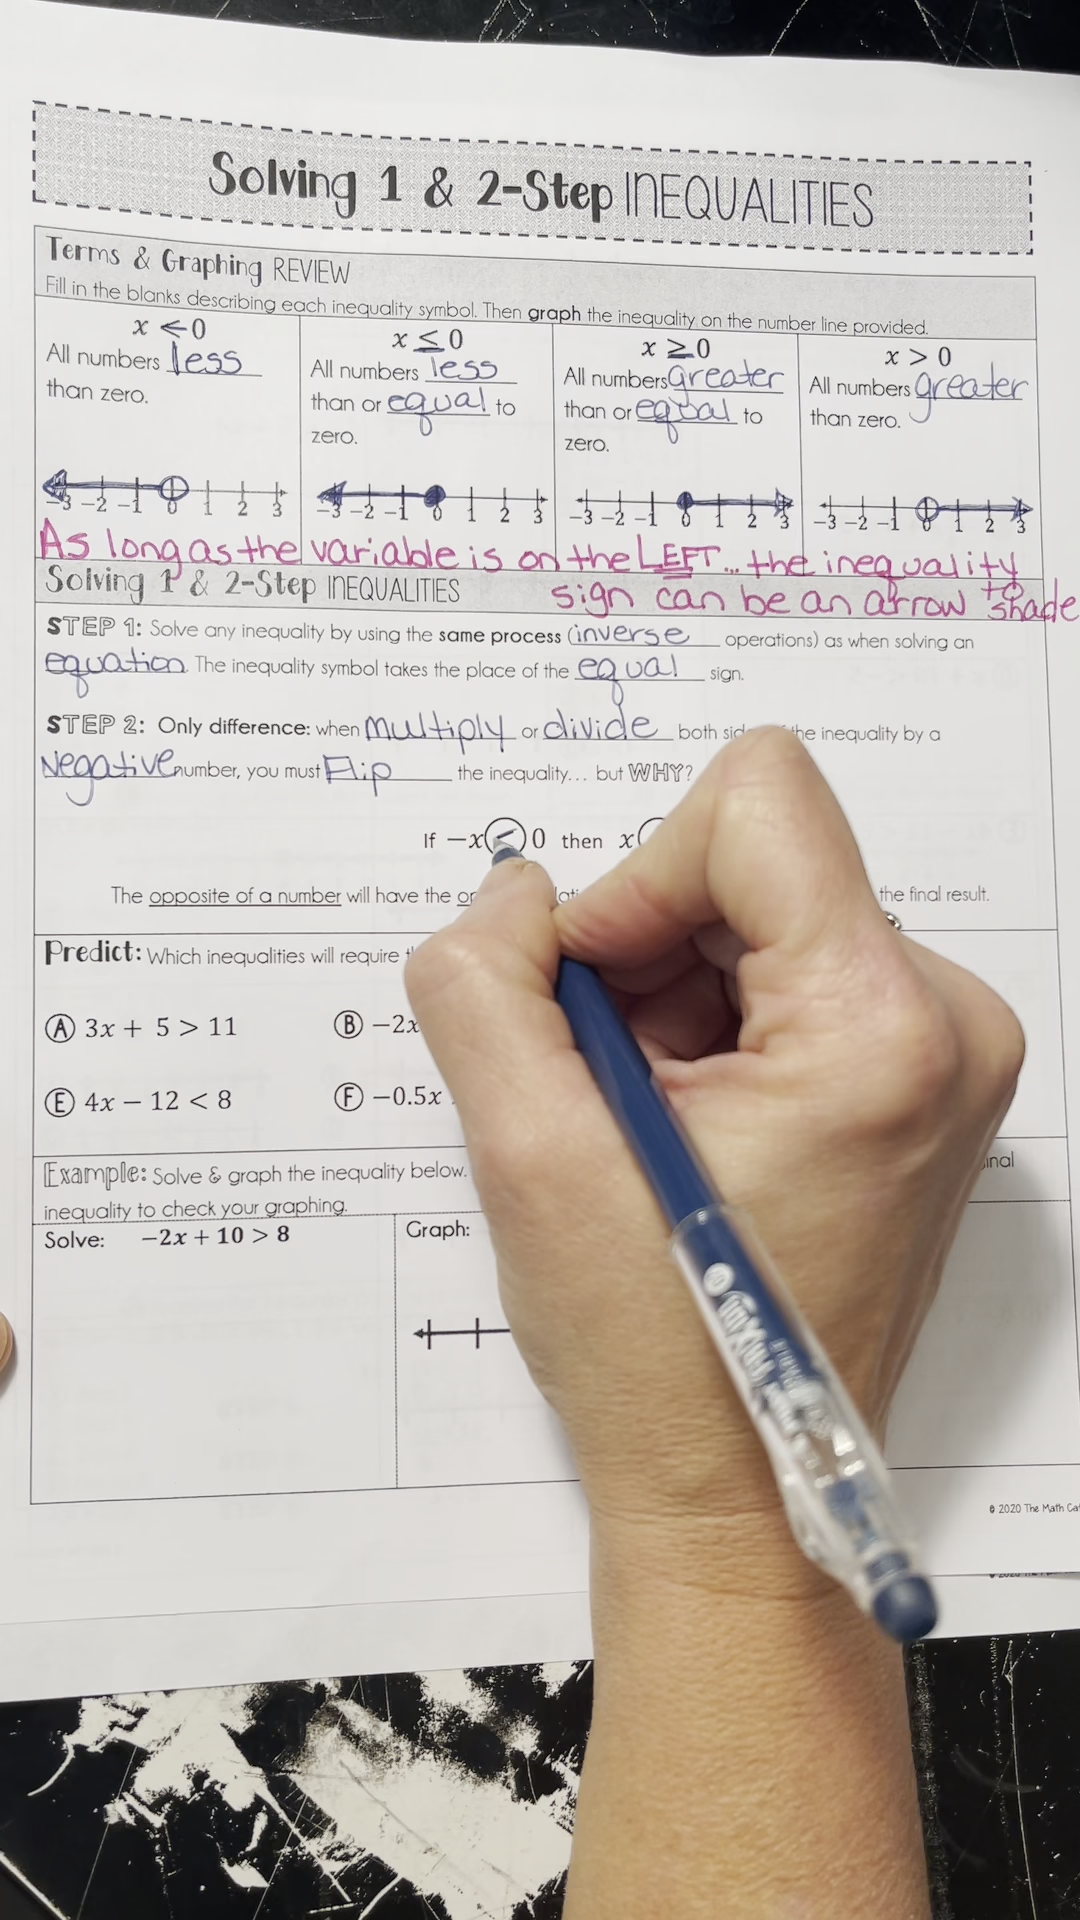 Solving 1 & 2-Step INEQUALITIES
Terms & Graphing REVIEW
Fill in the blanks describing each inequality symbol. Then graph the inequality on the number line provided.
x < 0
All numbers less
than zero.
-3 -2 -1 0 1 2 3
x ≤ 0
All numbers less
than or equal to
zero.
-3 -2 -1 0 1 2 3
x ≥ 0
All numbers greater
than or equal to
zero.
-3 -2 -1 0 1 2 3
x > 0
All numbers greater
than zero.
-3 -2 -1 0 1 2 3
As long as the variable is on the LEFT... the inequality
sign can be an arrow to shade
Solving 1 & 2-Step INEQUALITIES
STEP 1: Solve any inequality by using the same process (inverse operations) as when solving an
equation. The inequality symbol takes the place of the equal sign.
STEP 2: Only difference: when multiply or divide both the inequality by a
Negative number, you must Flip the inequality... but WHY?
If −x < 0 then x
The opposite of a number will have the the final result.
Predict: Which inequalities will require
A 3x + 5 > 11
B −2x
E 4x − 12 < 8
F −0.5x
Example: Solve & graph the inequality below.
inequality to check your graphing.
Solve: −2x + 10 > 8
Graph:
© 2020 The Math